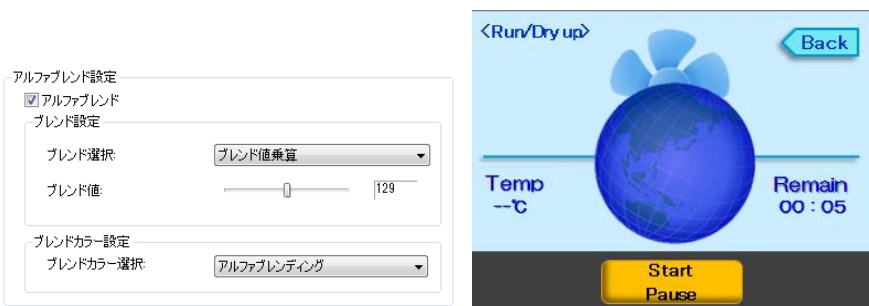 アルファブレンド設定
アルファブレンド
ブレンド設定
ブレンド選択:
ブレンド値乗算
ブレンド値:
129
ブレンドカラー設定
ブレンドカラー選択:
アルファブレンディング
<Run/Dry up>
Back
Temp
--℃
Remain
00:05
Start
Pause